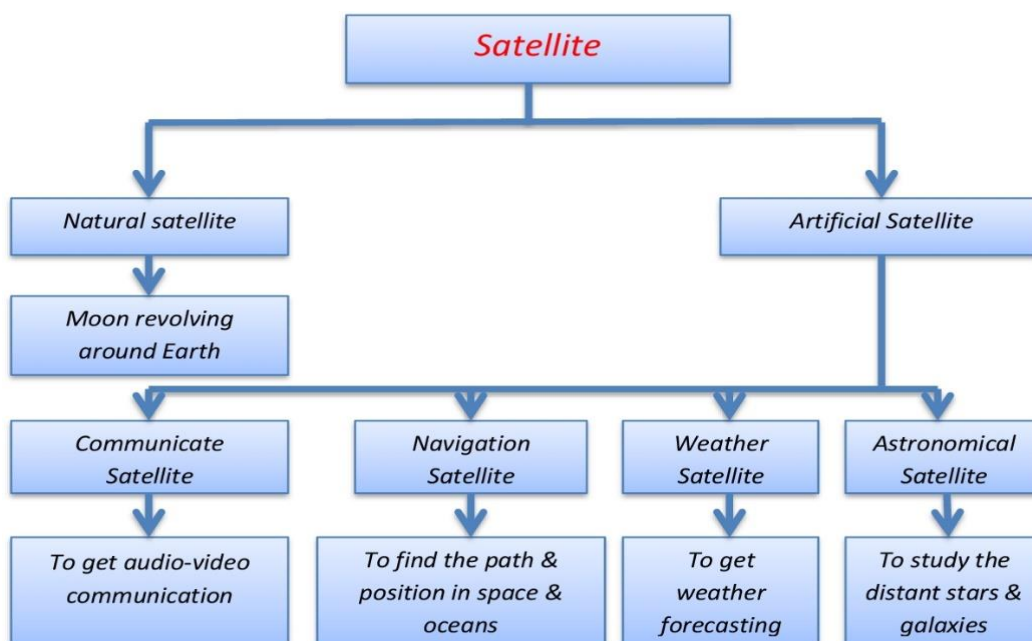 Satellite
Natural satellite
Artificial Satellite
Moon revolving
around Earth
Communicate
Satellite
Navigation
Satellite
Weather
Satellite
Astronomical
Satellite
To get audio-video
communication
To find the path &
position in space &
oceans
To get
weather
forecasting
To study the
distant stars &
galaxies